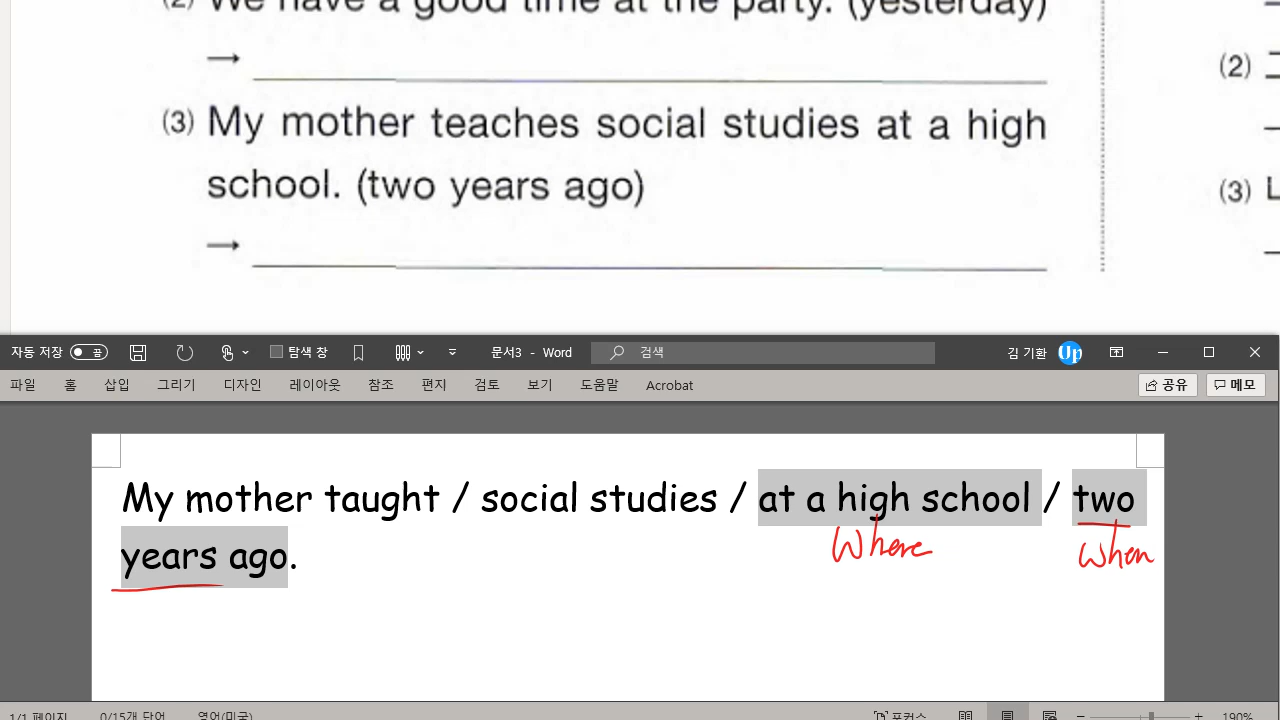 (2) We have a good time at the party. (yesterday)
→
(2)
(3) My mother teaches social studies at a high
school. (two years ago)
(3) L
→
자동 저장 끔 탐색 창 문서3 - Word 검색 김 기환 Up
파일 홈 삽입 그리기 디자인 레이아웃 참조 편지 검토 보기 도움말 Acrobat 공유 메모
My mother taught / social studies / at a high school / two
Where when
years ago.
1/1 페이지 0/15개 단어 영어(미국) 포커스 190%